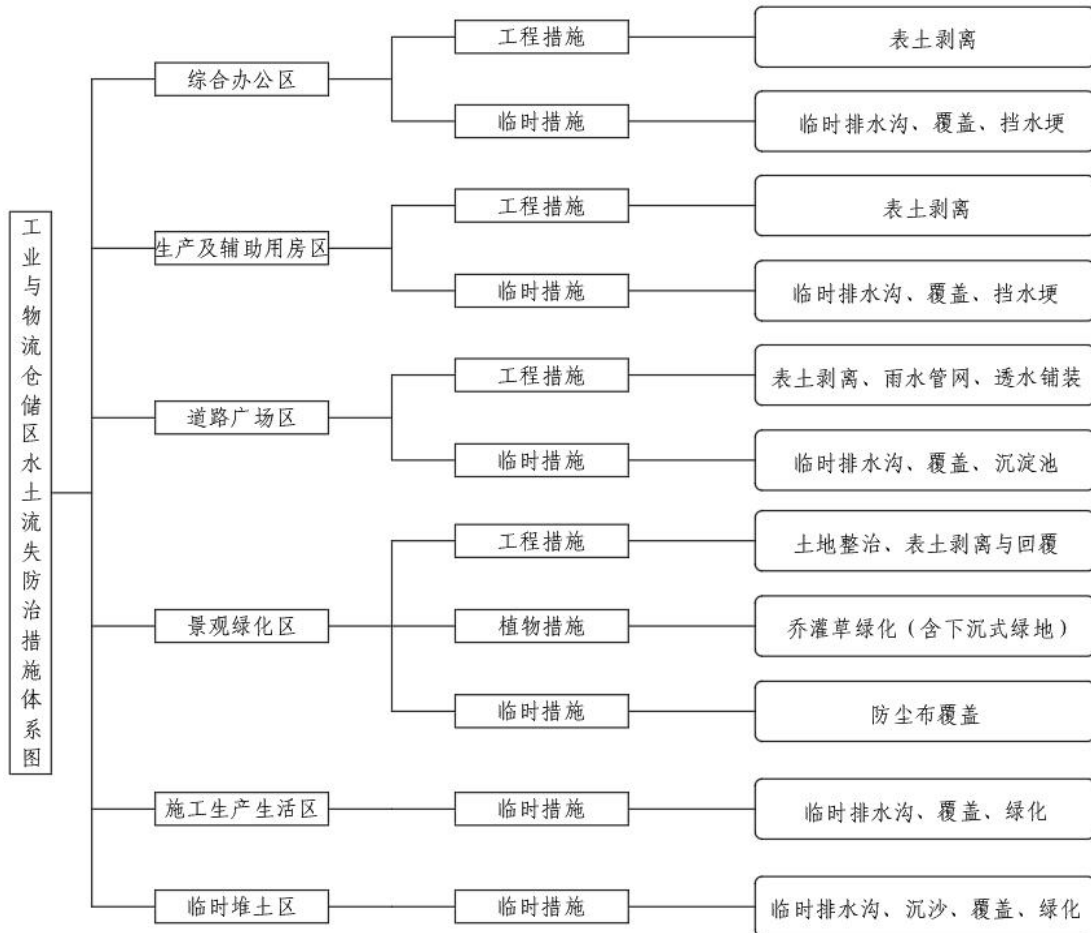 工业与物流仓储区水土流失防治措施体系图
综合办公区
工程措施
表土剥离
临时措施
临时排水沟、覆盖、挡水埂
生产及辅助用房区
工程措施
表土剥离
临时措施
临时排水沟、覆盖、挡水埂
道路广场区
工程措施
表土剥离、雨水管网、透水铺装
临时措施
临时排水沟、覆盖、沉淀池
景观绿化区
工程措施
土地整治、表土剥离与回覆
植物措施
乔灌草绿化（含下沉式绿地）
临时措施
防尘布覆盖
施工生产生活区
临时措施
临时排水沟、覆盖、绿化
临时堆土区
临时措施
临时排水沟、沉沙、覆盖、绿化